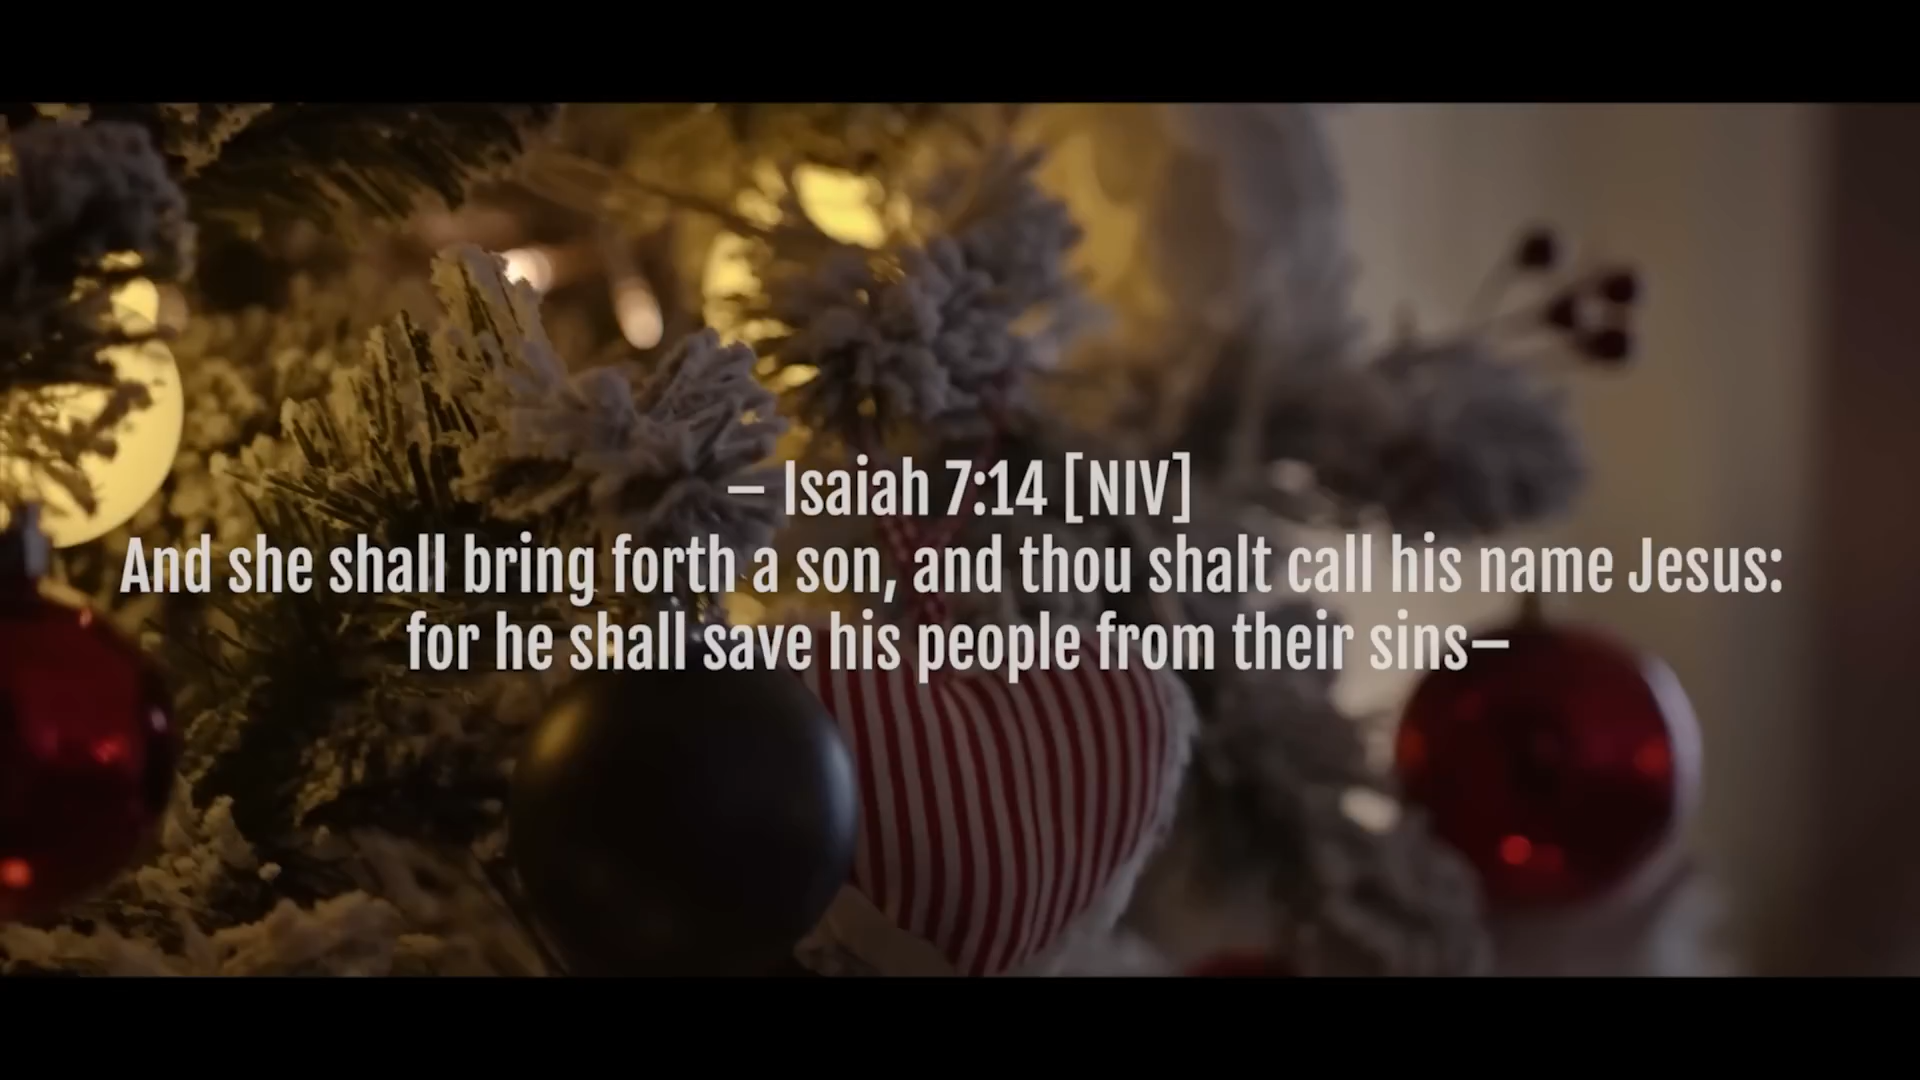 – Isaiah 7:14 [NIV]
And she shall bring forth a son, and thou shalt call his name Jesus:
for he shall save his people from their sins–